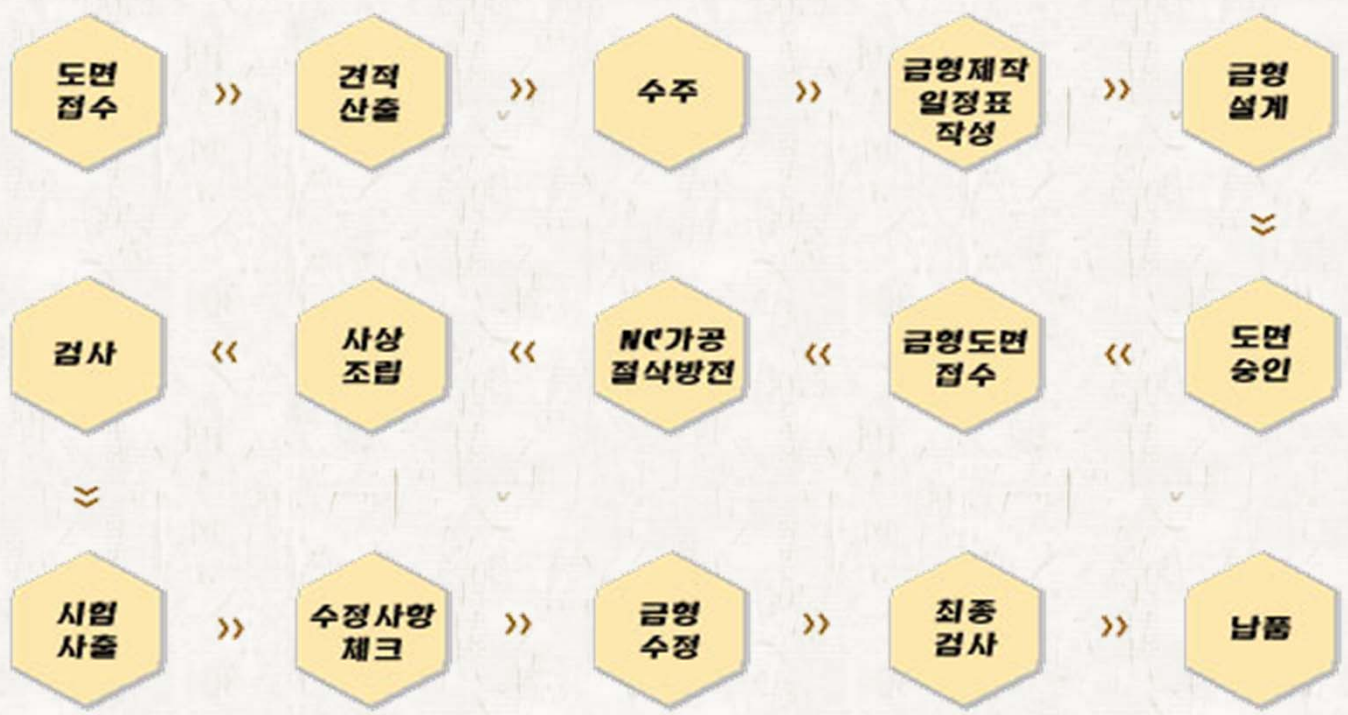 도면
접수
견적
산출
수주
금형제작
일정표
작성
금형
설계
도면
승인
금형도면
접수
NC가공
절삭방전
사상
조립
검사
시험
사출
수정사항
체크
금형
수정
최종
검사
납품